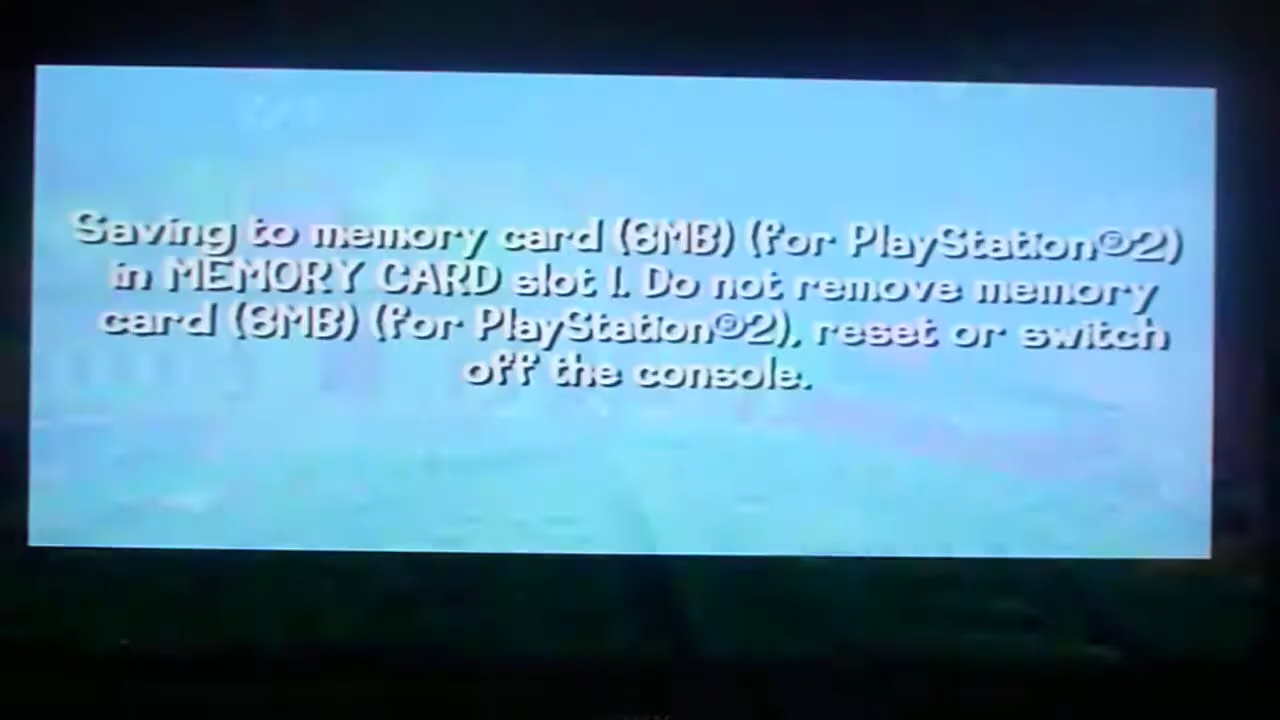 Saving to memory card (8MB) (for PlayStation®2)
in MEMORY CARD slot 1. Do not remove memory
card (8MB) (for PlayStation®2), reset or switch
off the console.